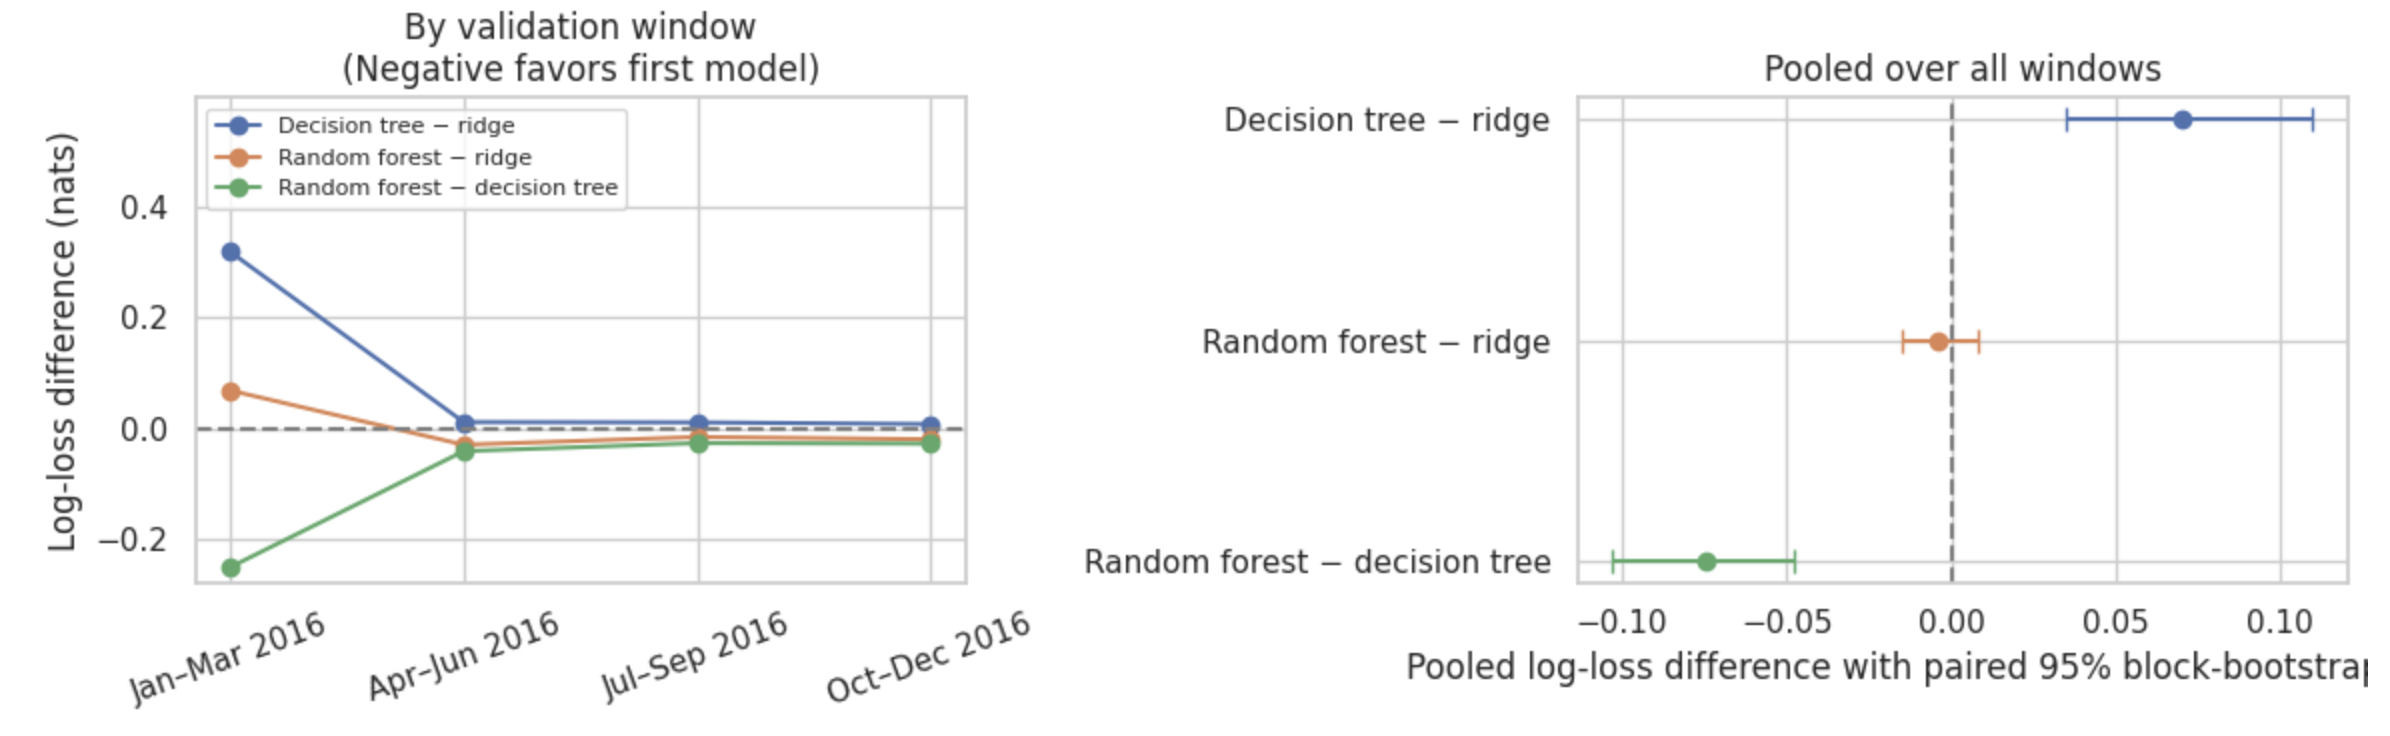 By validation window
(Negative favors first model)
Decision tree − ridge
Random forest − ridge
Random forest − decision tree
Log-loss difference (nats)
0.4
0.2
0.0
−0.2
Jan–Mar 2016
Apr–Jun 2016
Jul–Sep 2016
Oct–Dec 2016
Pooled over all windows
Decision tree − ridge
Random forest − ridge
Random forest − decision tree
−0.10
−0.05
0.00
0.05
0.10
Pooled log-loss difference with paired 95% block-bootstrap